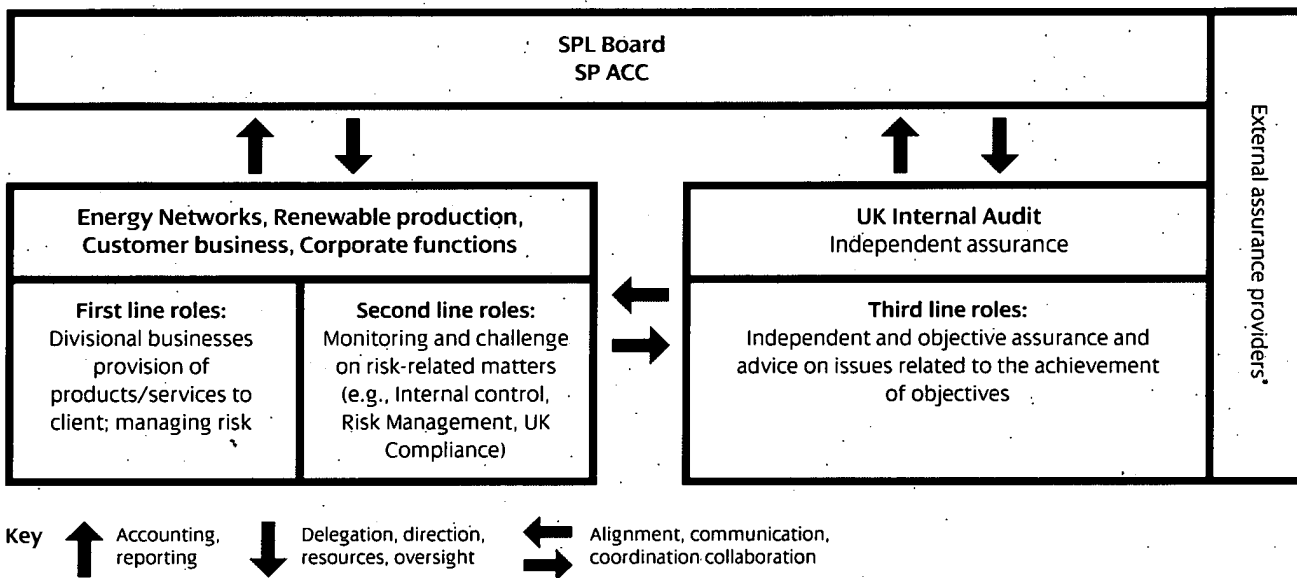 SPL Board
SP ACC
Energy Networks, Renewable production,
Customer business, Corporate functions
First line roles:
Divisional businesses
provision of
products/services to
client; managing risk
Second line roles:
Monitoring and challenge
on risk-related matters
(e.g., Internal control,
Risk Management, UK
Compliance)
UK Internal Audit
Independent assurance
Third line roles:
Independent and objective assurance and
advice on issues related to the achievement
of objectives
External assurance providers*
Key
Accounting,
reporting
Delegation, direction,
resources, oversight
Alignment, communication,
coordination collaboration